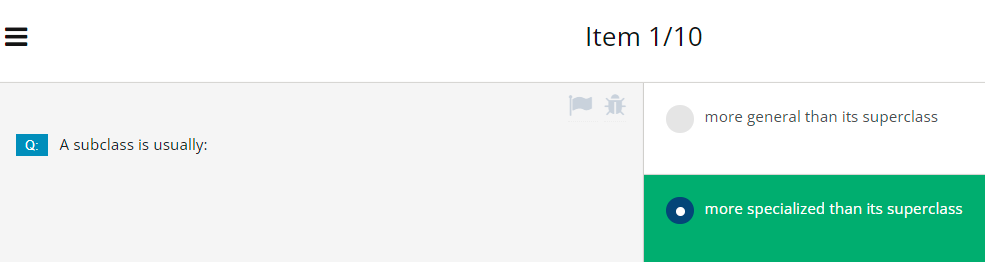 Item 1/10
Q: A subclass is usually:
more general than its superclass
more specialized than its superclass